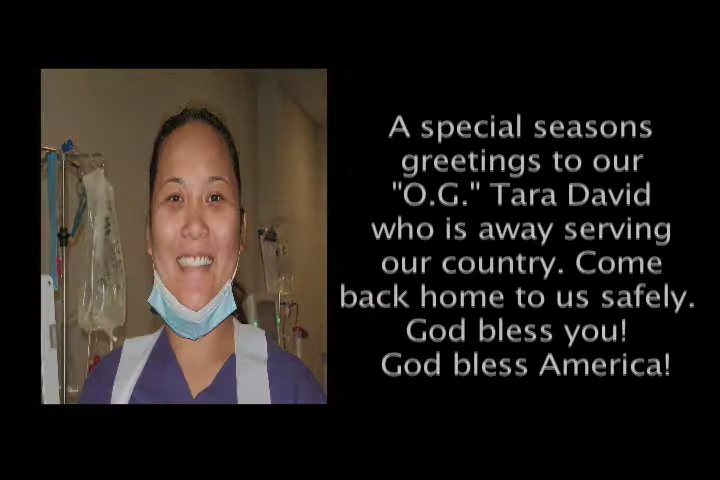 A special seasons
greetings to our
"O.G." Tara David
who is away serving
our country. Come
back home to us safely.
God bless you!
God bless America!